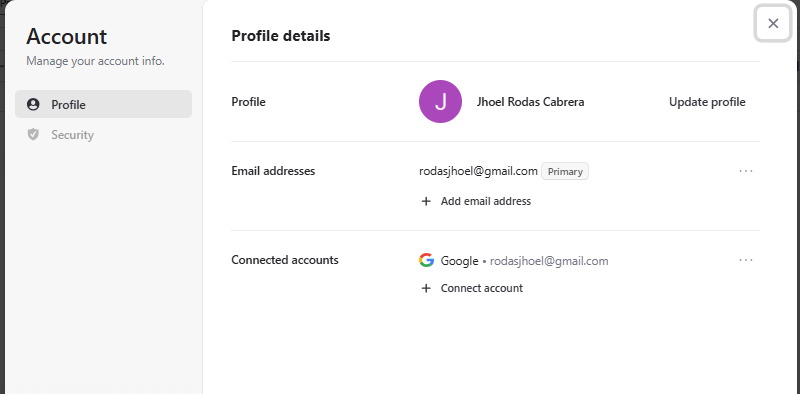 Account
Manage your account info.
Profile
Security
Profile details
Profile
J
Jhoel Rodas Cabrera
Update profile
Email addresses
rodasjhoel@gmail.com Primary
+ Add email address
Connected accounts
Google • rodasjhoel@gmail.com
+ Connect account